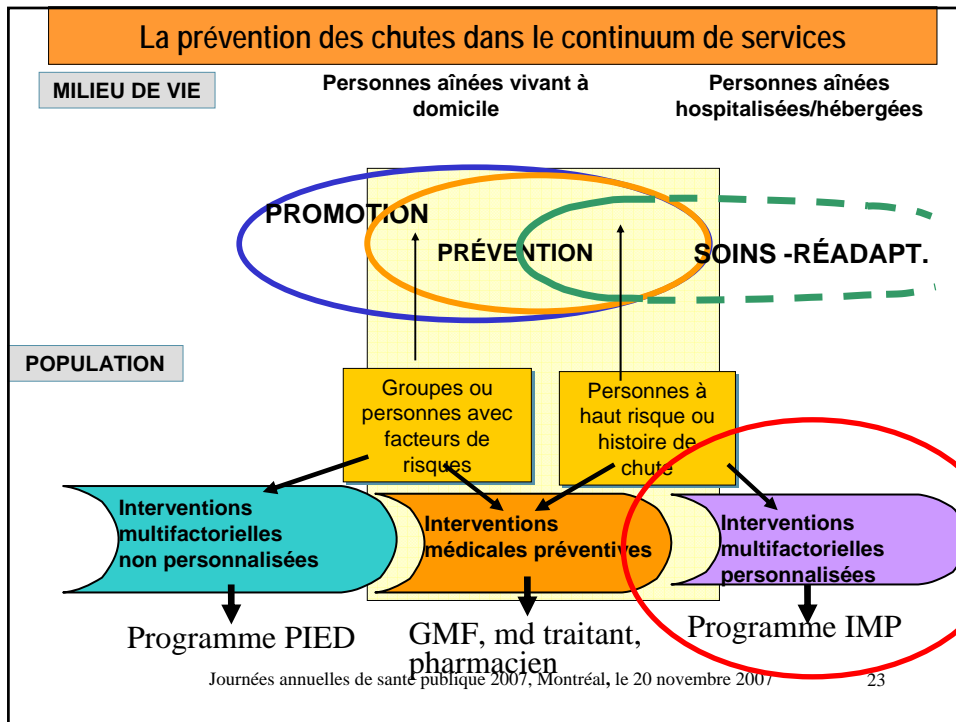 La prévention des chutes dans le continuum de services
MILIEU DE VIE
Personnes aînées vivant à
domicile
Personnes aînées
hospitalisées/hébergées
PROMOTION
PRÉVENTION
SOINS -RÉADAPT.
POPULATION
Groupes ou
personnes avec
facteurs de
risques
Personnes à
haut risque ou
histoire de
chute
Interventions
multifactorielles
non personnalisées
Interventions
médicales préventives
Interventions
multifactorielles
personnalisées
Programme PIED
GMF, md traitant,
pharmacien
Programme IMP
Journées annuelles de santé publique 2007, Montréal, le 20 novembre 2007
23